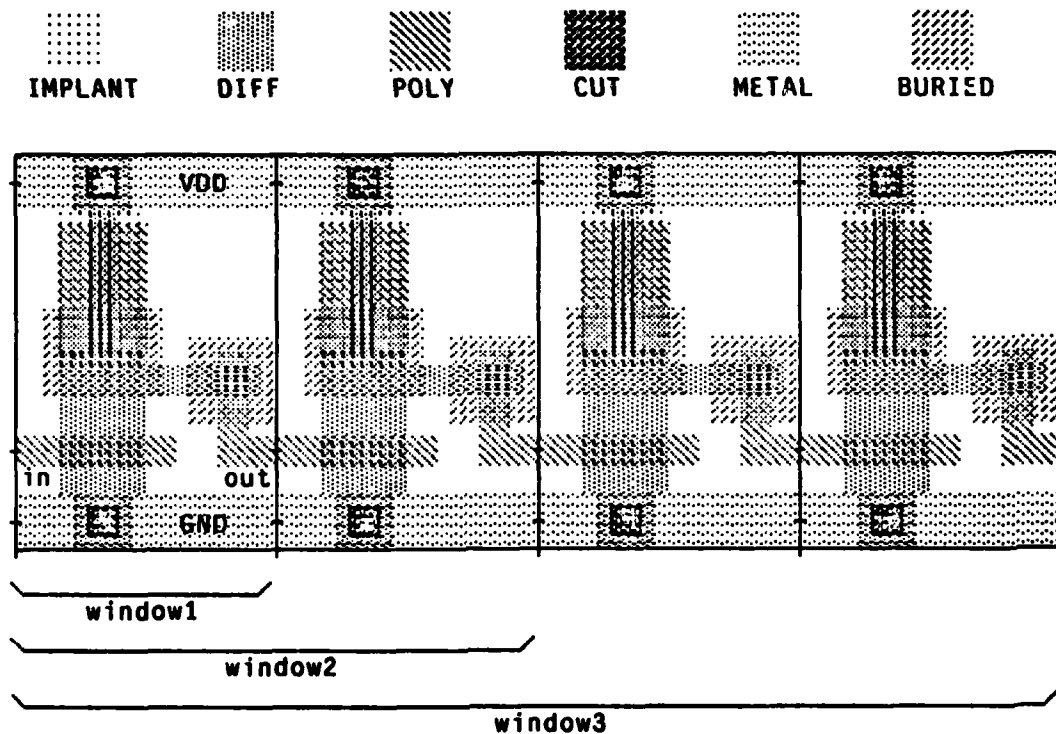 IMPLANT DIFF POLY CUT METAL BURIED
VDD
in out
GND
window1
window2
window3